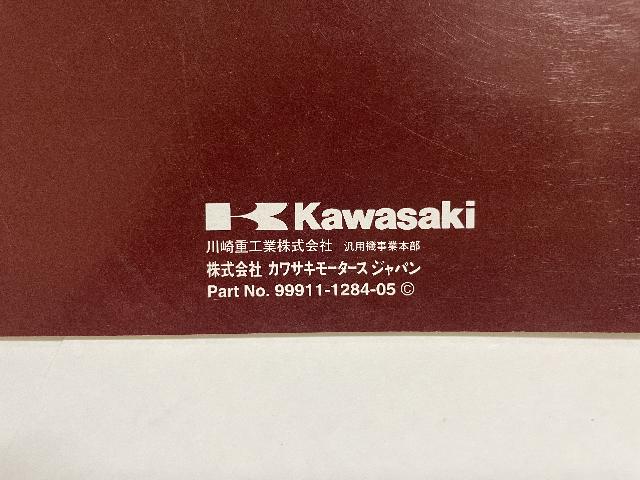 Kawasaki
川崎重工業株式会社 汎用機事業本部
株式会社 カワサキモータース ジャパン
Part No. 99911-1284-05 ©